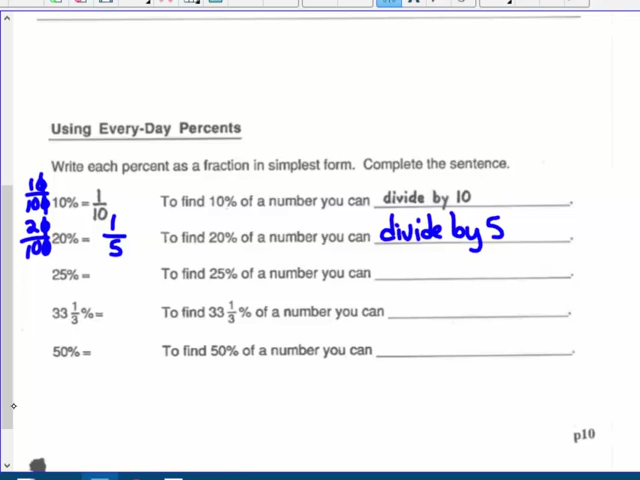 Using Every-Day Percents
Write each percent as a fraction in simplest form. Complete the sentence.
10/100 10% = 1/10 To find 10% of a number you can divide by 10.
20/100 20% = 1/5 To find 20% of a number you can divide by 5.
25% = To find 25% of a number you can ____________.
33 1/3 %= To find 33 1/3 % of a number you can ____________.
50% = To find 50% of a number you can ____________.
p10